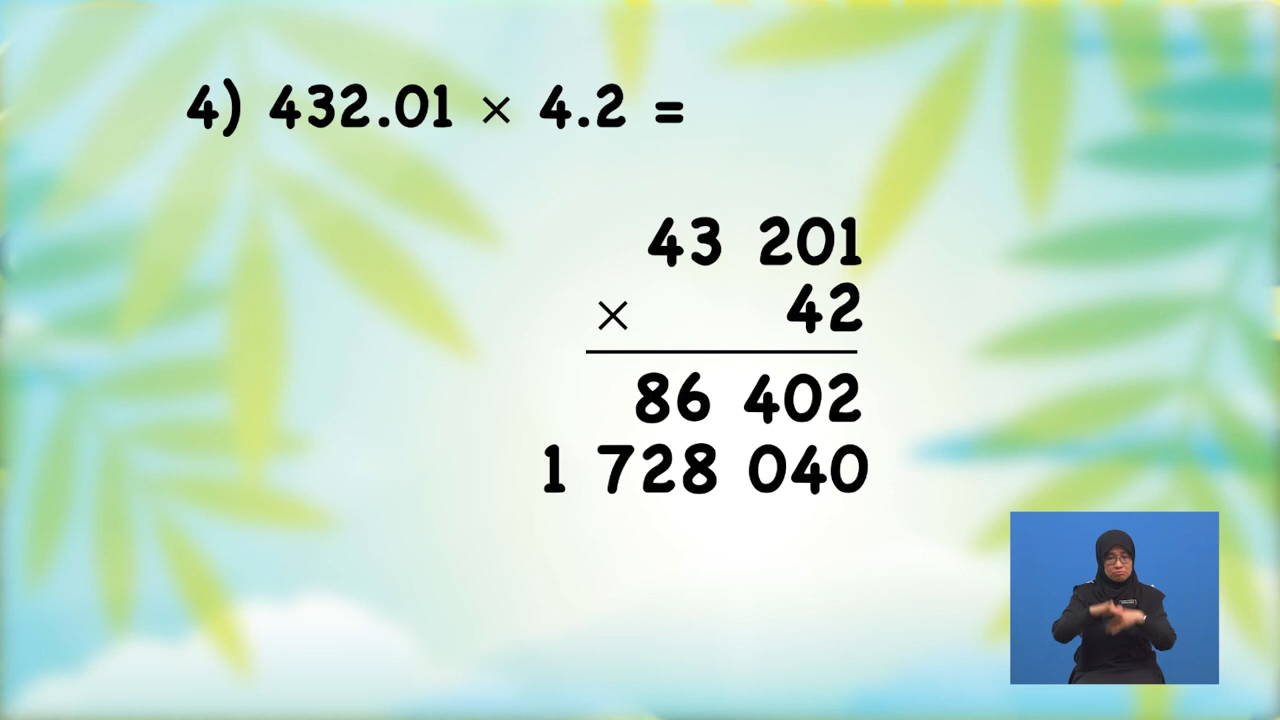 4) 432.01 × 4.2 =
43 201
× 42
86 402
1 728 040